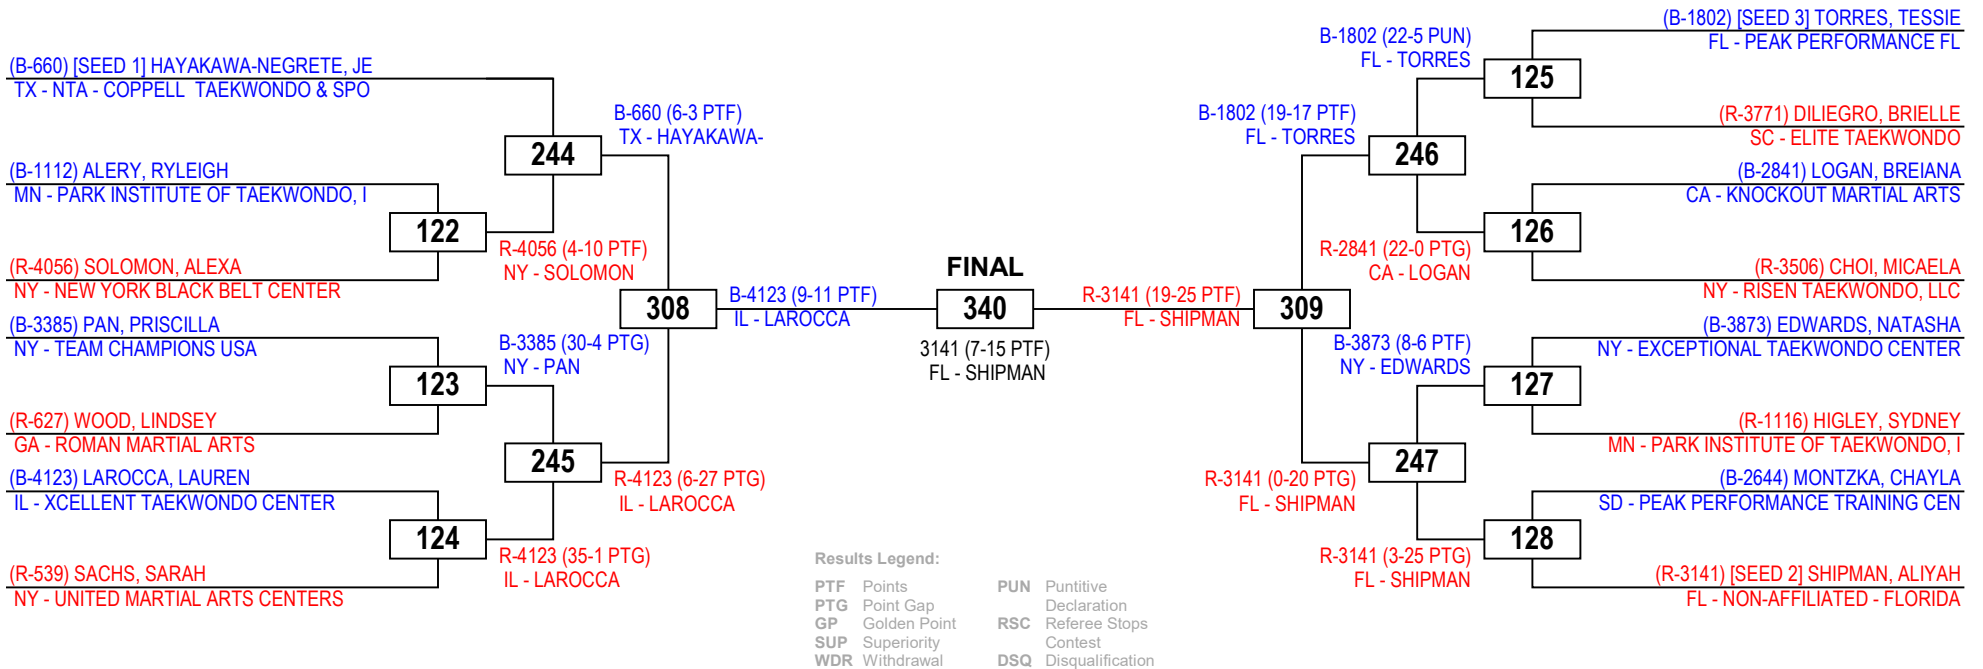 (B-660) [SEED 1] HAYAKAWA-NEGRETE, JE
TX - NTA - COPPELL  TAEKWONDO & SPO
(B-1112) ALERY, RYLEIGH
MN - PARK INSTITUTE OF TAEKWONDO, I
(R-4056) SOLOMON, ALEXA
NY - NEW YORK BLACK BELT CENTER
(B-3385) PAN, PRISCILLA
NY - TEAM CHAMPIONS USA
(R-627) WOOD, LINDSEY
GA - ROMAN MARTIAL ARTS
(B-4123) LAROCCA, LAUREN
IL - XCELLENT TAEKWONDO CENTER
(R-539) SACHS, SARAH
NY - UNITED MARTIAL ARTS CENTERS
122
123
124
R-4056 (4-10 PTF)
NY - SOLOMON
B-3385 (30-4 PTG)
NY - PAN
R-4123 (35-1 PTG)
IL - LAROCCA
244
245
B-660 (6-3 PTF)
TX - HAYAKAWA-
R-4123 (6-27 PTG)
IL - LAROCCA
308
B-4123 (9-11 PTF)
IL - LAROCCA
FINAL
340
3141 (7-15 PTF)
FL - SHIPMAN
R-3141 (19-25 PTF)
FL - SHIPMAN
309
B-1802 (19-17 PTF)
FL - TORRES
R-3141 (0-20 PTG)
FL - SHIPMAN
246
247
B-1802 (22-5 PUN)
FL - TORRES
R-2841 (22-0 PTG)
CA - LOGAN
B-3873 (8-6 PTF)
NY - EDWARDS
R-3141 (3-25 PTG)
FL - SHIPMAN
125
126
127
128
(B-1802) [SEED 3] TORRES, TESSIE
FL - PEAK PERFORMANCE FL
(R-3771) DILIEGRO, BRIELLE
SC - ELITE TAEKWONDO
(B-2841) LOGAN, BREIANA
CA - KNOCKOUT MARTIAL ARTS
(R-3506) CHOI, MICAELA
NY - RISEN TAEKWONDO, LLC
(B-3873) EDWARDS, NATASHA
NY - EXCEPTIONAL TAEKWONDO CENTER
(R-1116) HIGLEY, SYDNEY
MN - PARK INSTITUTE OF TAEKWONDO, I
(B-2644) MONTZKA, CHAYLA
SD - PEAK PERFORMANCE TRAINING CEN
(R-3141) [SEED 2] SHIPMAN, ALIYAH
FL - NON-AFFILIATED - FLORIDA
Results Legend:
PTF Points
PTG Point Gap
GP Golden Point
SUP Superiority
WDR Withdrawal
PUN Puntitive
Declaration
RSC Referee Stops
Contest
DSQ Disqualification